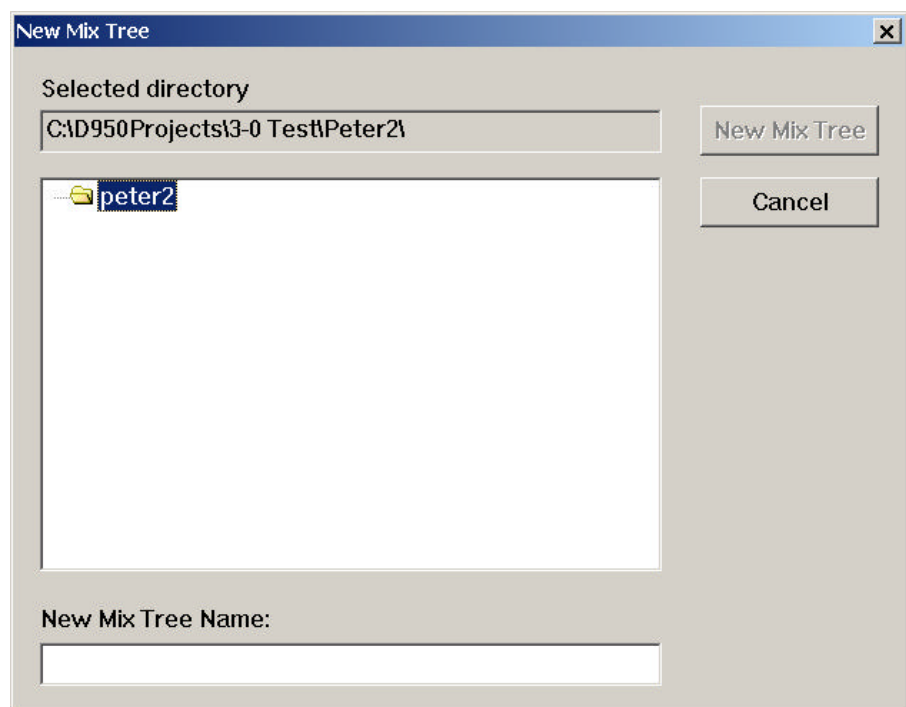 New Mix Tree
Selected directory
C:\D950Projects\3-0 Test\Peter2\
New Mix Tree
peter2
Cancel
New Mix Tree Name: